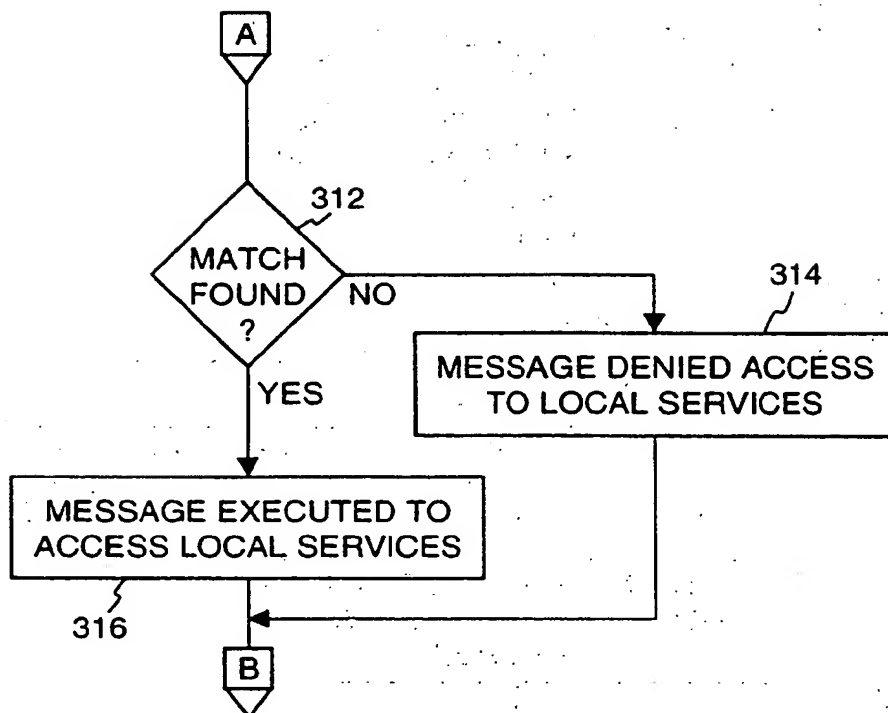 A
312
MATCH
FOUND
?
NO
YES
314
MESSAGE DENIED ACCESS
TO LOCAL SERVICES
MESSAGE EXECUTED TO
ACCESS LOCAL SERVICES
316
B